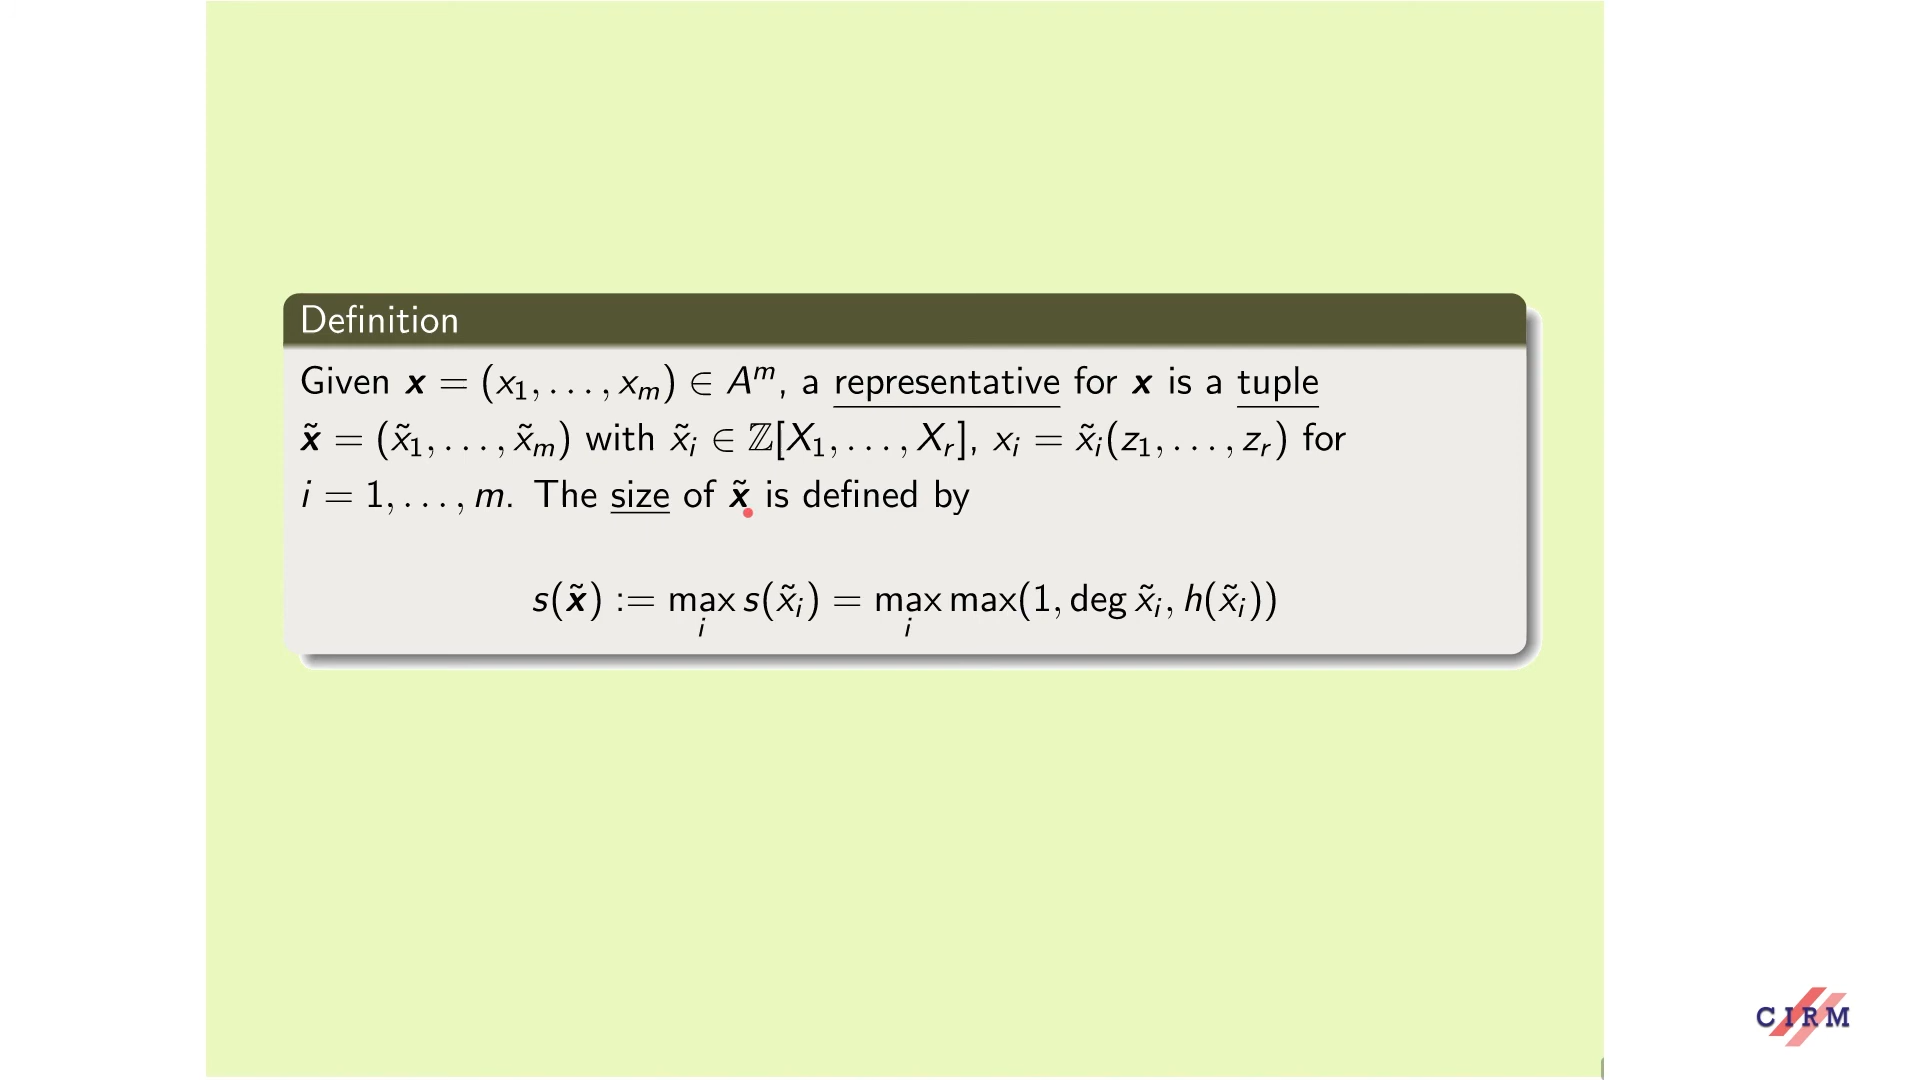 Definition
Given x = (x₁, . . . , xₘ) ∈ Aᵐ, a representative for x is a tuple
x̃ = (x̃₁, . . . , x̃ₘ) with x̃ᵢ ∈ ℤ[X₁, . . . , Xᵣ], xᵢ = x̃ᵢ(z₁, . . . , zᵣ) for
i = 1, . . . , m. The size of x̃ is defined by
s(x̃) := max s(x̃ᵢ) = max max(1, deg x̃ᵢ, h(x̃ᵢ))
i i
CIRM